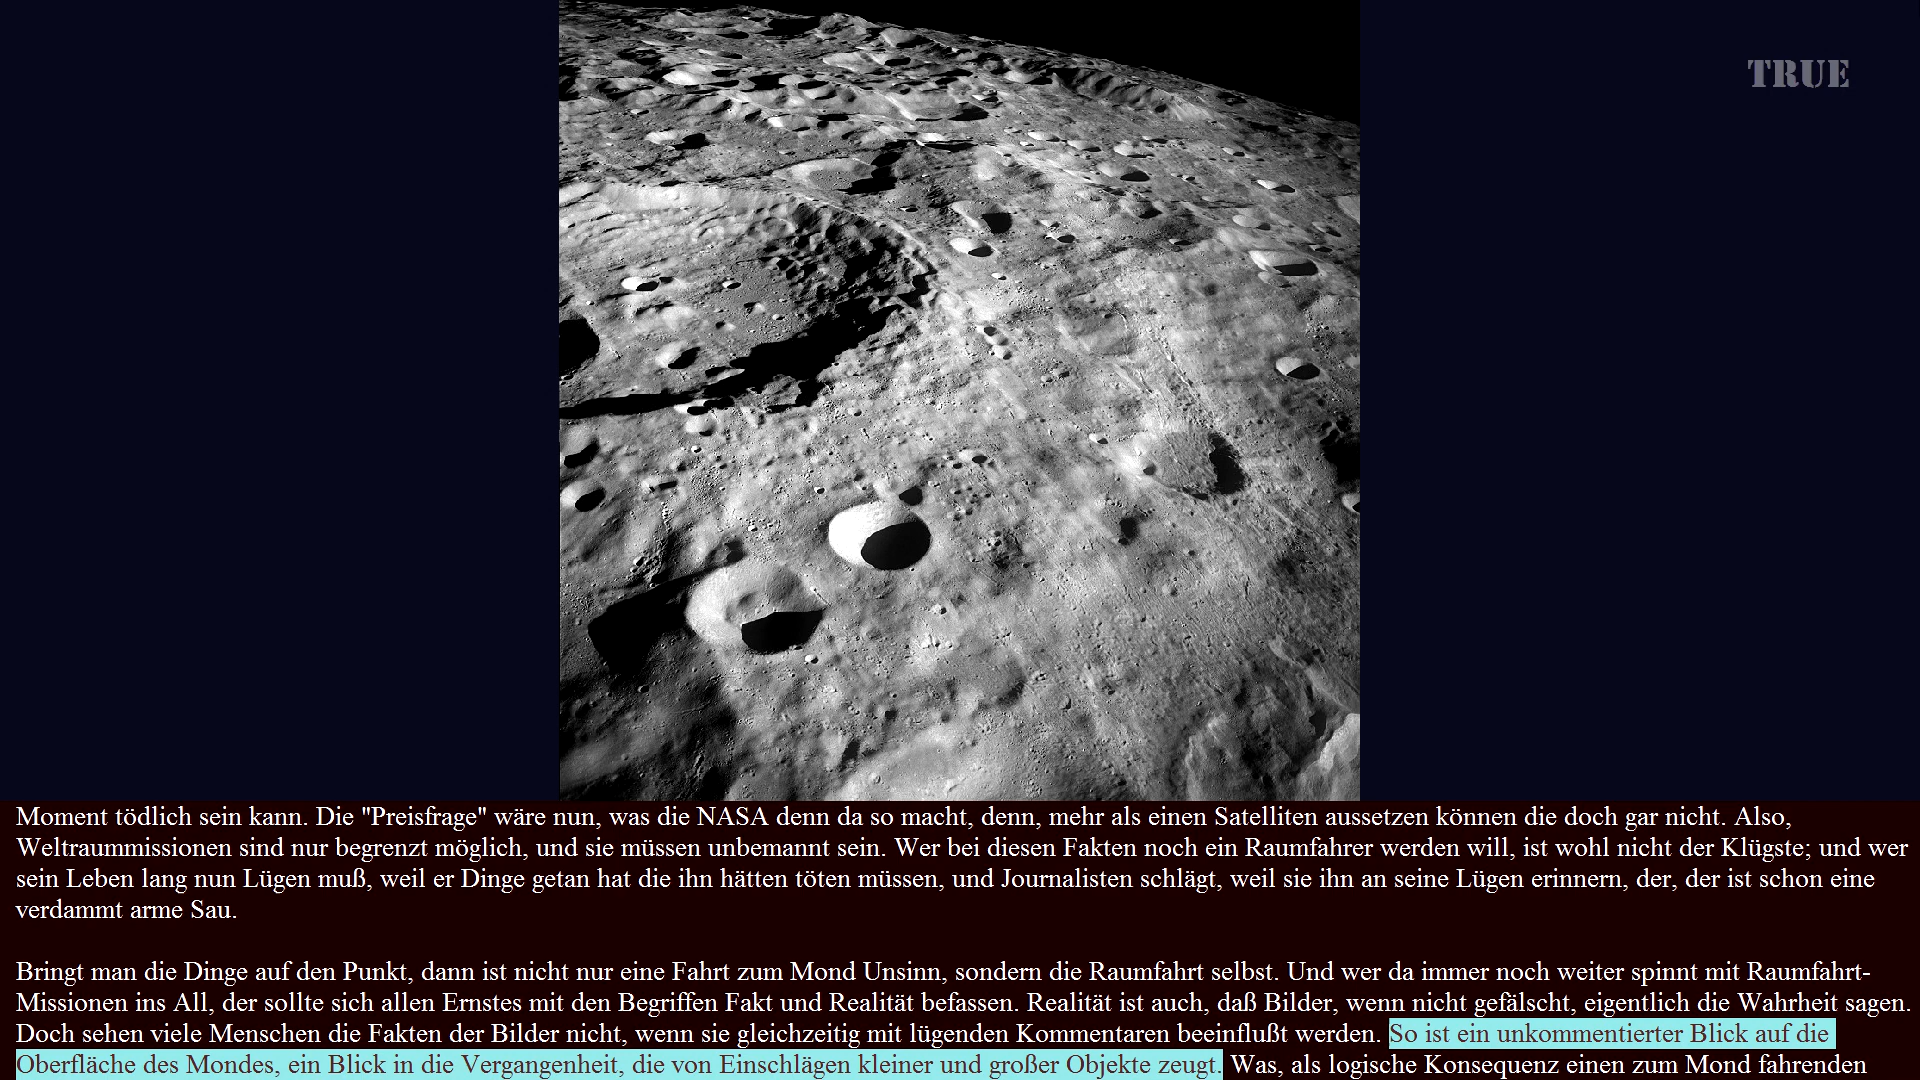 TRUE
Moment tödlich sein kann. Die "Preisfrage" wäre nun, was die NASA denn da so macht, denn, mehr als einen Satelliten aussetzen können die doch gar nicht. Also,
Weltraummissionen sind nur begrenzt möglich, und sie müssen unbemannt sein. Wer bei diesen Fakten noch ein Raumfahrer werden will, ist wohl nicht der Klügste; und wer
sein Leben lang nun Lügen muß, weil er Dinge getan hat die ihn hätten töten müssen, und Journalisten schlägt, weil sie ihn an seine Lügen erinnern, der, der ist schon eine
verdammt arme Sau.
Bringt man die Dinge auf den Punkt, dann ist nicht nur eine Fahrt zum Mond Unsinn, sondern die Raumfahrt selbst. Und wer da immer noch weiter spinnt mit Raumfahrt-
Missionen ins All, der sollte sich allen Ernstes mit den Begriffen Fakt und Realität befassen. Realität ist auch, daß Bilder, wenn nicht gefälscht, eigentlich die Wahrheit sagen.
Doch sehen viele Menschen die Fakten der Bilder nicht, wenn sie gleichzeitig mit lügenden Kommentaren beeinflußt werden. So ist ein unkommentierter Blick auf die
Oberfläche des Mondes, ein Blick in die Vergangenheit, die von Einschlägen kleiner und großer Objekte zeugt. Was, als logische Konsequenz einen zum Mond fahrenden